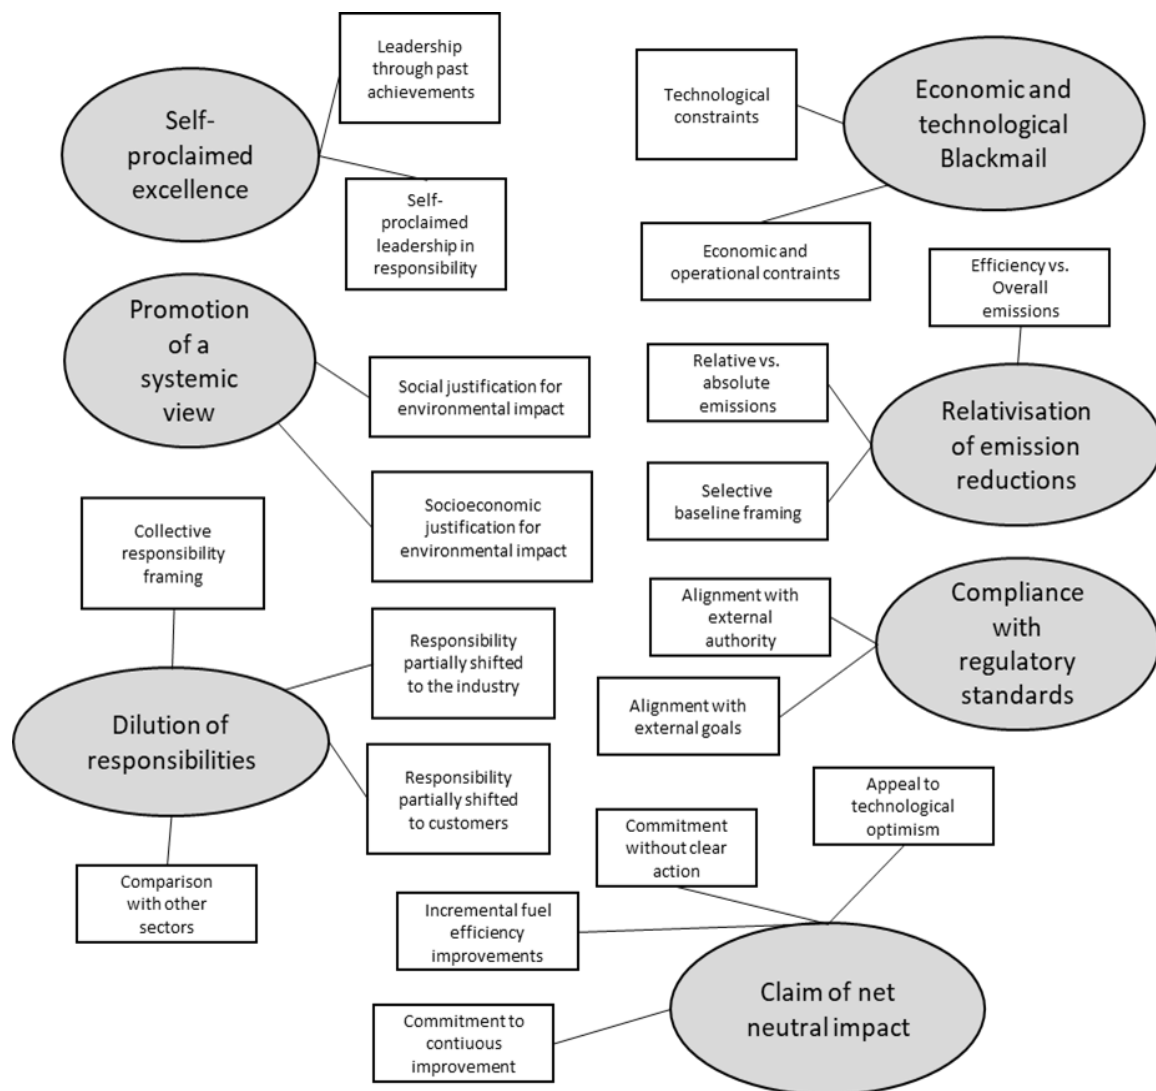 Leadership
through past
achievements
Self-
proclaimed
excellence
Self-
proclaimed
leadership in
responsibility
Promotion
of a
systemic
view
Social justification for
environmental impact
Socioeconomic
justification for
environmental impact
Collective
responsibility
framing
Responsibility
partially shifted
to the industry
Dilution of
responsibilities
Responsibility
partially shifted
to customers
Comparison
with other
sectors
Technological
constraints
Economic and
technological
Blackmail
Economic and
operational contraints
Efficiency vs.
Overall
emissions
Relative vs.
absolute
emissions
Relativisation
of emission
reductions
Selective
baseline framing
Alignment with
external
authority
Compliance
with
regulatory
standards
Alignment with
external goals
Appeal to
technological
optimism
Commitment
without clear
action
Incremental fuel
efficiency
improvements
Claim of net
neutral impact
Commitment to
contiuous
improvement